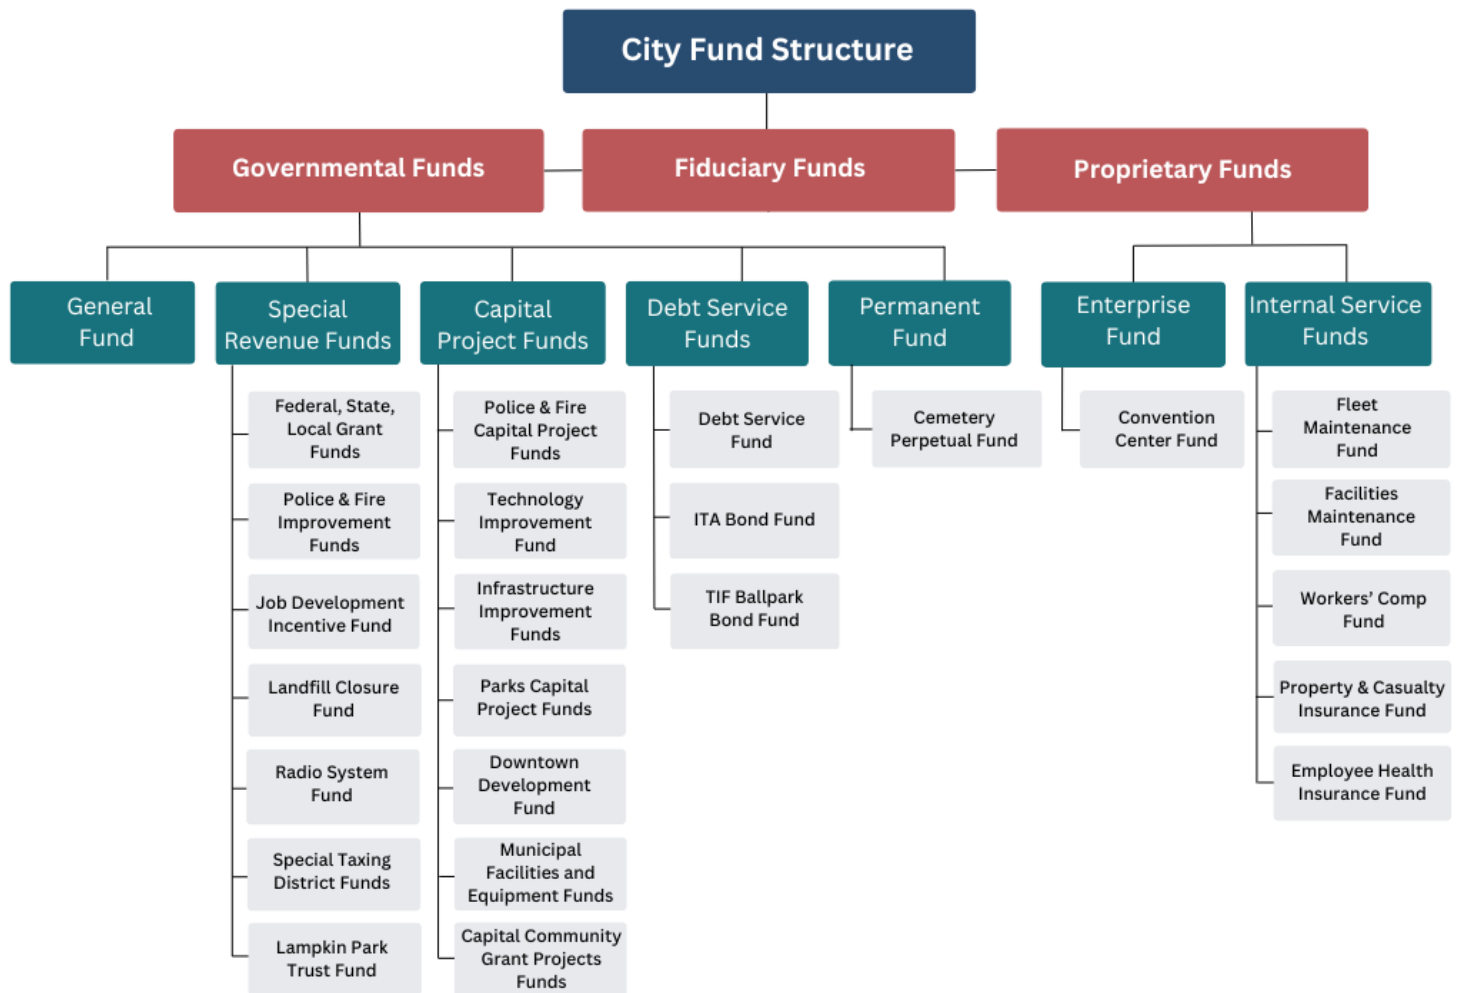 City Fund Structure
Governmental Funds
Fiduciary Funds
Proprietary Funds
General
Fund
Special
Revenue Funds
Capital
Project Funds
Debt Service
Funds
Permanent
Fund
Enterprise
Fund
Internal Service
Funds
Federal, State,
Local Grant
Funds
Police & Fire
Improvement
Funds
Job Development
Incentive Fund
Landfill Closure
Fund
Radio System
Fund
Special Taxing
District Funds
Lampkin Park
Trust Fund
Police & Fire
Capital Project
Funds
Technology
Improvement
Fund
Infrastructure
Improvement
Funds
Parks Capital
Project Funds
Downtown
Development
Fund
Municipal
Facilities and
Equipment Funds
Capital Community
Grant Projects
Funds
Debt Service
Fund
ITA Bond Fund
TIF Ballpark
Bond Fund
Cemetery
Perpetual Fund
Convention
Center Fund
Fleet
Maintenance
Fund
Facilities
Maintenance
Fund
Workers’ Comp
Fund
Property & Casualty
Insurance Fund
Employee Health
Insurance Fund